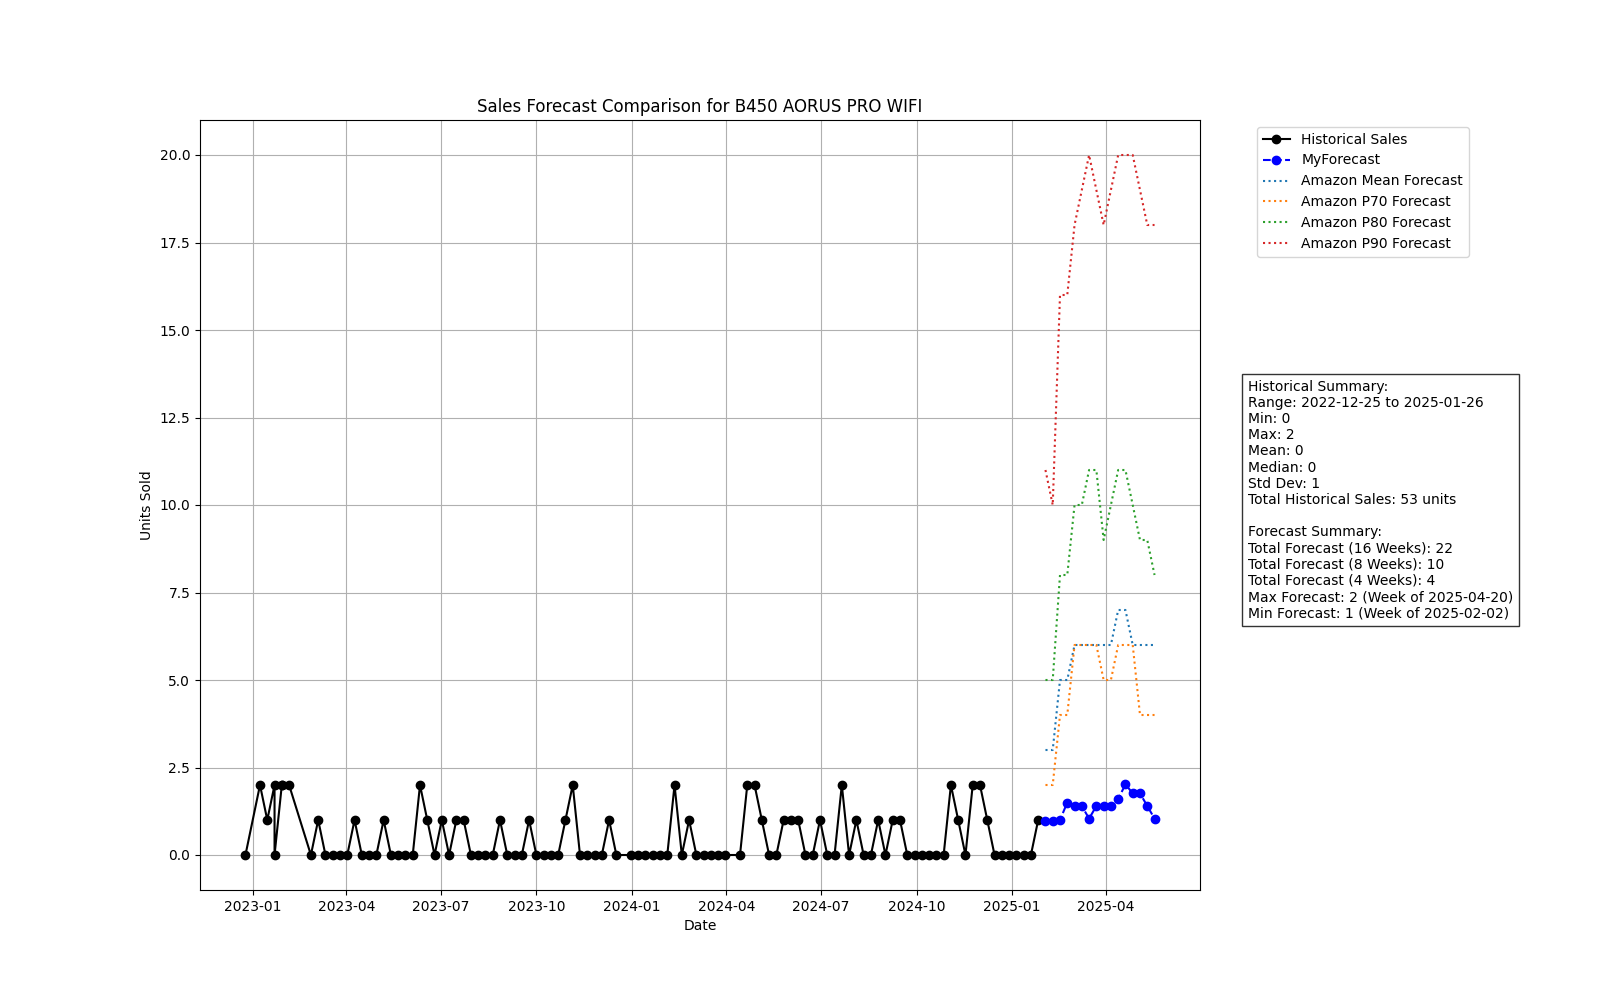 Sales Forecast Comparison for B450 AORUS PRO WIFI
Historical Sales
MyForecast
Amazon Mean Forecast
Amazon P70 Forecast
Amazon P80 Forecast
Amazon P90 Forecast
20.0
17.5
15.0
12.5
10.0
7.5
5.0
2.5
0.0
Units Sold
2023-01 2023-04 2023-07 2023-10 2024-01 2024-04 2024-07 2024-10 2025-01 2025-04
Date
Historical Summary:
Range: 2022-12-25 to 2025-01-26
Min: 0
Max: 2
Mean: 0
Median: 0
Std Dev: 1
Total Historical Sales: 53 units
Forecast Summary:
Total Forecast (16 Weeks): 22
Total Forecast (8 Weeks): 10
Total Forecast (4 Weeks): 4
Max Forecast: 2 (Week of 2025-04-20)
Min Forecast: 1 (Week of 2025-02-02)